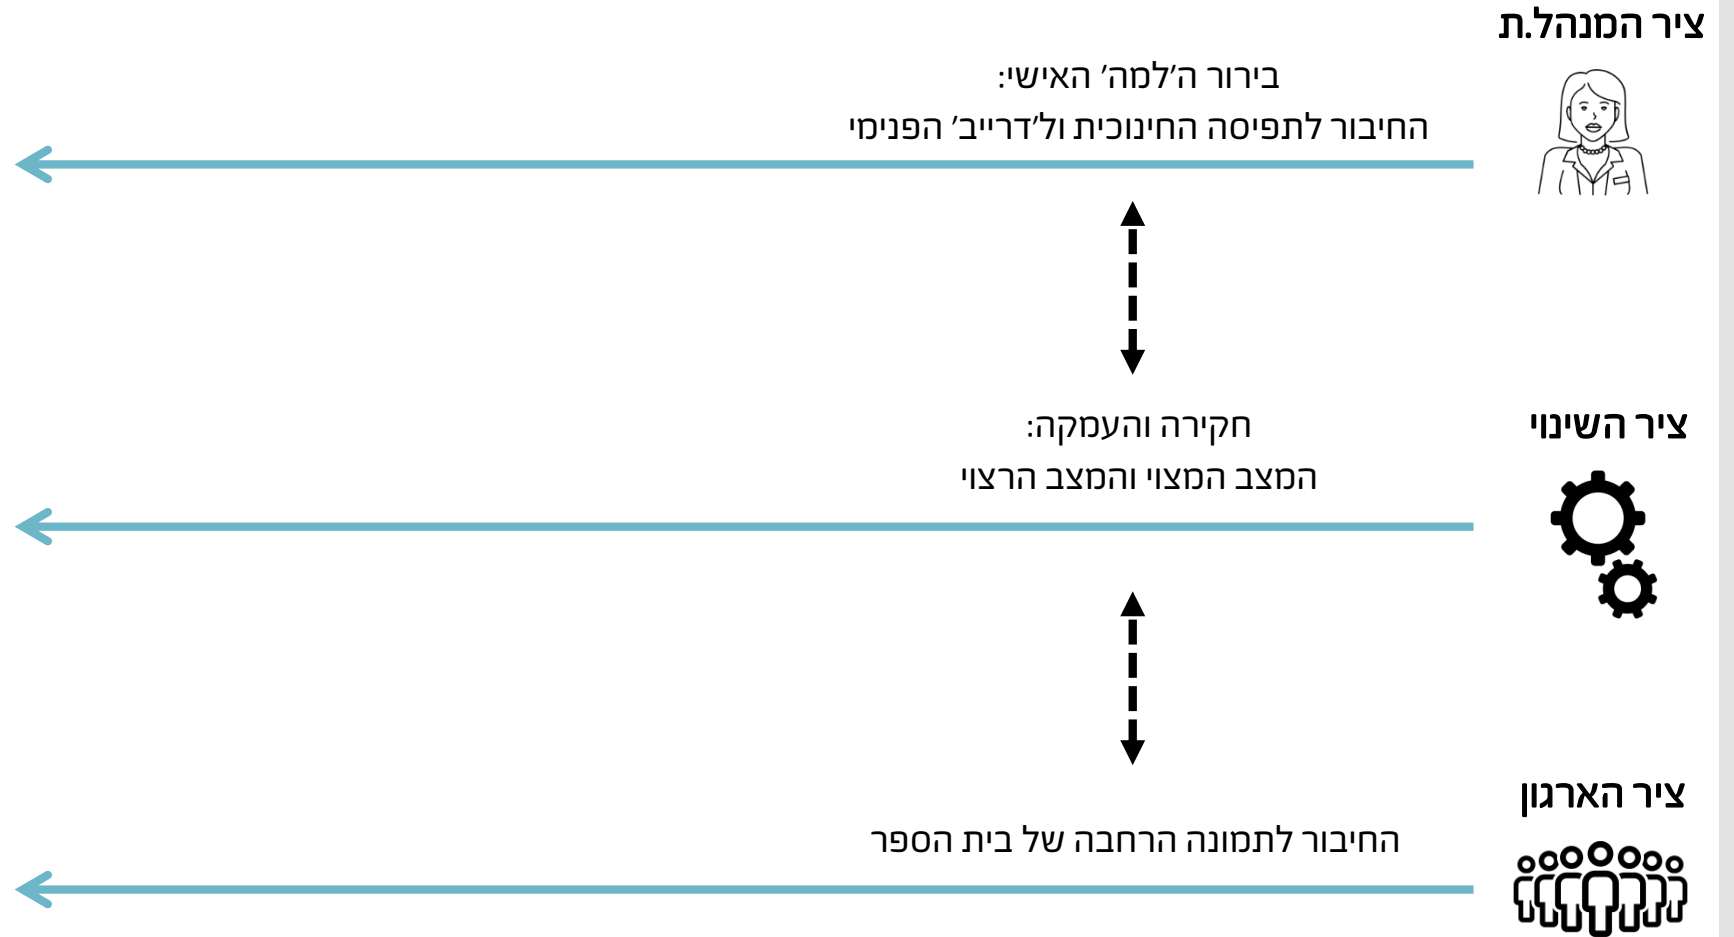 ציר המנהל.ת
בירור ה'למה' האישי:
החיבור לתפיסה החינוכית ול'דרייב' הפנימי
ציר השינוי
חקירה והעמקה:
המצב המצוי והמצב הרצוי
ציר הארגון
החיבור לתמונה הרחבה של בית הספר